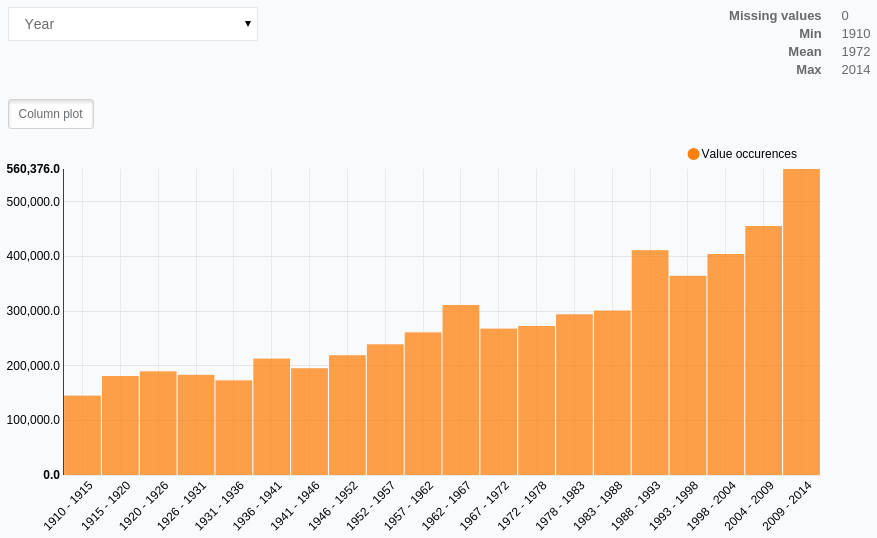 Year
Missing values 0
Min 1910
Mean 1972
Max 2014
Column plot
Value occurences
560,376.0
500,000.0
400,000.0
300,000.0
200,000.0
100,000.0
0.0
1910 - 1915
1915 - 1920
1920 - 1926
1926 - 1931
1931 - 1936
1936 - 1941
1941 - 1946
1946 - 1952
1952 - 1957
1957 - 1962
1962 - 1967
1967 - 1972
1972 - 1978
1978 - 1983
1983 - 1988
1988 - 1993
1993 - 1998
1998 - 2004
2004 - 2009
2009 - 2014